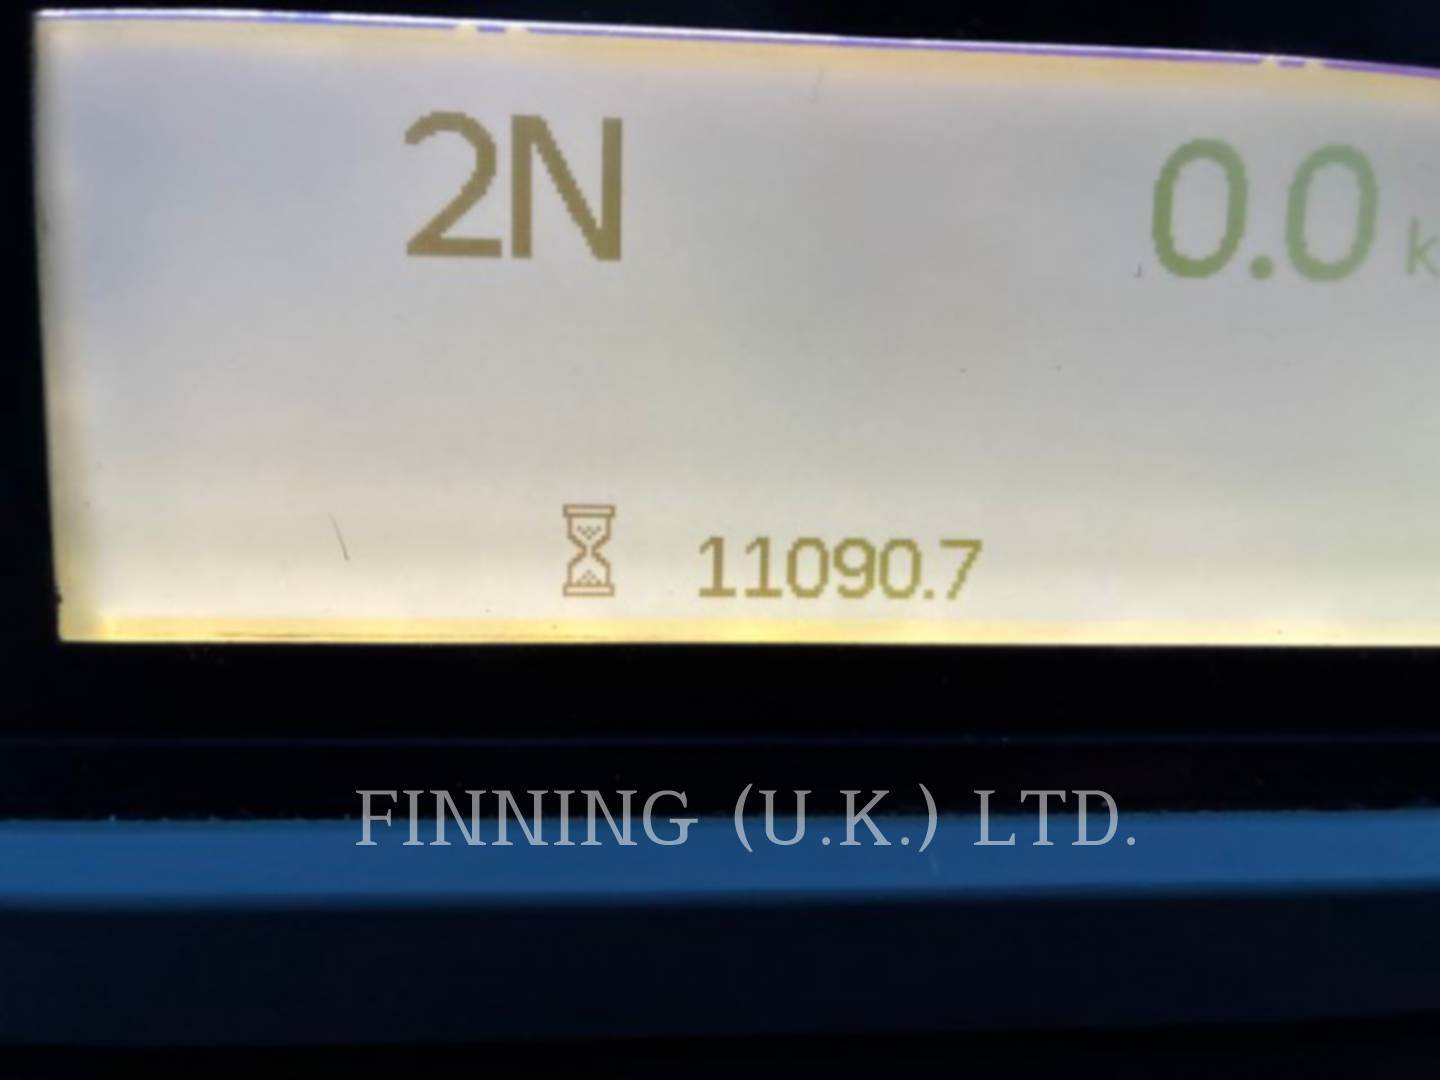 2N 0.0 k
11090.7
FINNING (U.K.) LTD.